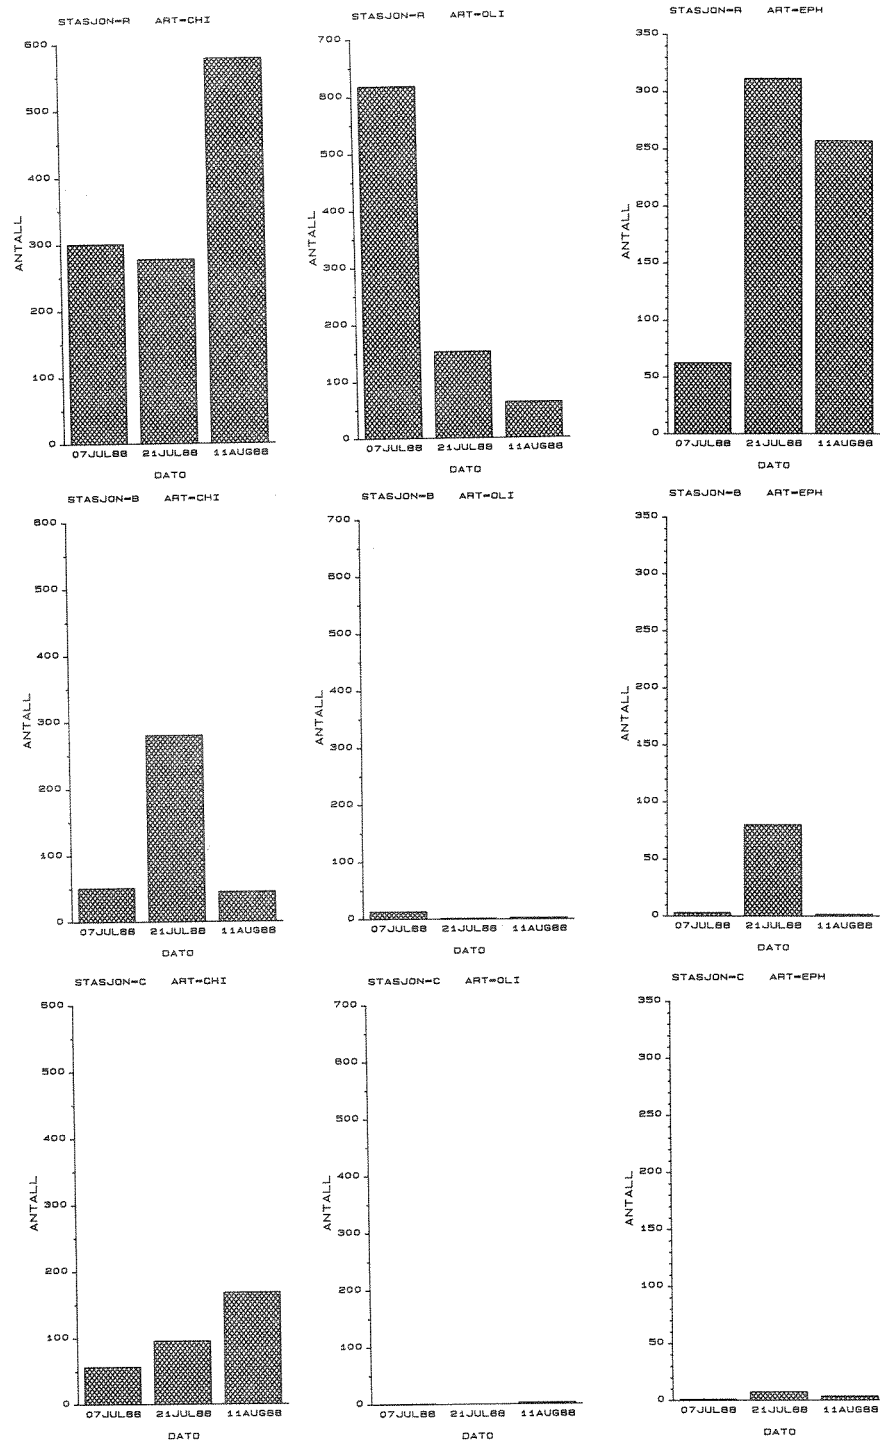 STASJON=A ART=CHI
600
500
400
300
200
100
0
ANTALL
07JUL88 21JUL88 11AUG88
DATO
STASJON=A ART=OLI
700
600
500
400
300
200
100
0
ANTALL
07JUL88 21JUL88 11AUG88
DATO
STASJON=A ART=EPH
350
300
250
200
150
100
50
0
ANTALL
07JUL88 21JUL88 11AUG88
DATO
STASJON=B ART=CHI
600
500
400
300
200
100
0
ANTALL
07JUL88 21JUL88 11AUG88
DATO
STASJON=B ART=OLI
700
600
500
400
300
200
100
0
ANTALL
07JUL88 21JUL88 11AUG88
DATO
STASJON=B ART=EPH
350
300
250
200
150
100
50
0
ANTALL
07JUL88 21JUL88 11AUG88
DATO
STASJON=C ART=CHI
600
500
400
300
200
100
0
ANTALL
07JUL88 21JUL88 11AUG88
DATO
STASJON=C ART=OLI
700
600
500
400
300
200
100
0
ANTALL
07JUL88 21JUL88 11AUG88
DATO
STASJON=C ART=EPH
350
300
250
200
150
100
50
0
ANTALL
07JUL88 21JUL88 11AUG88
DATO